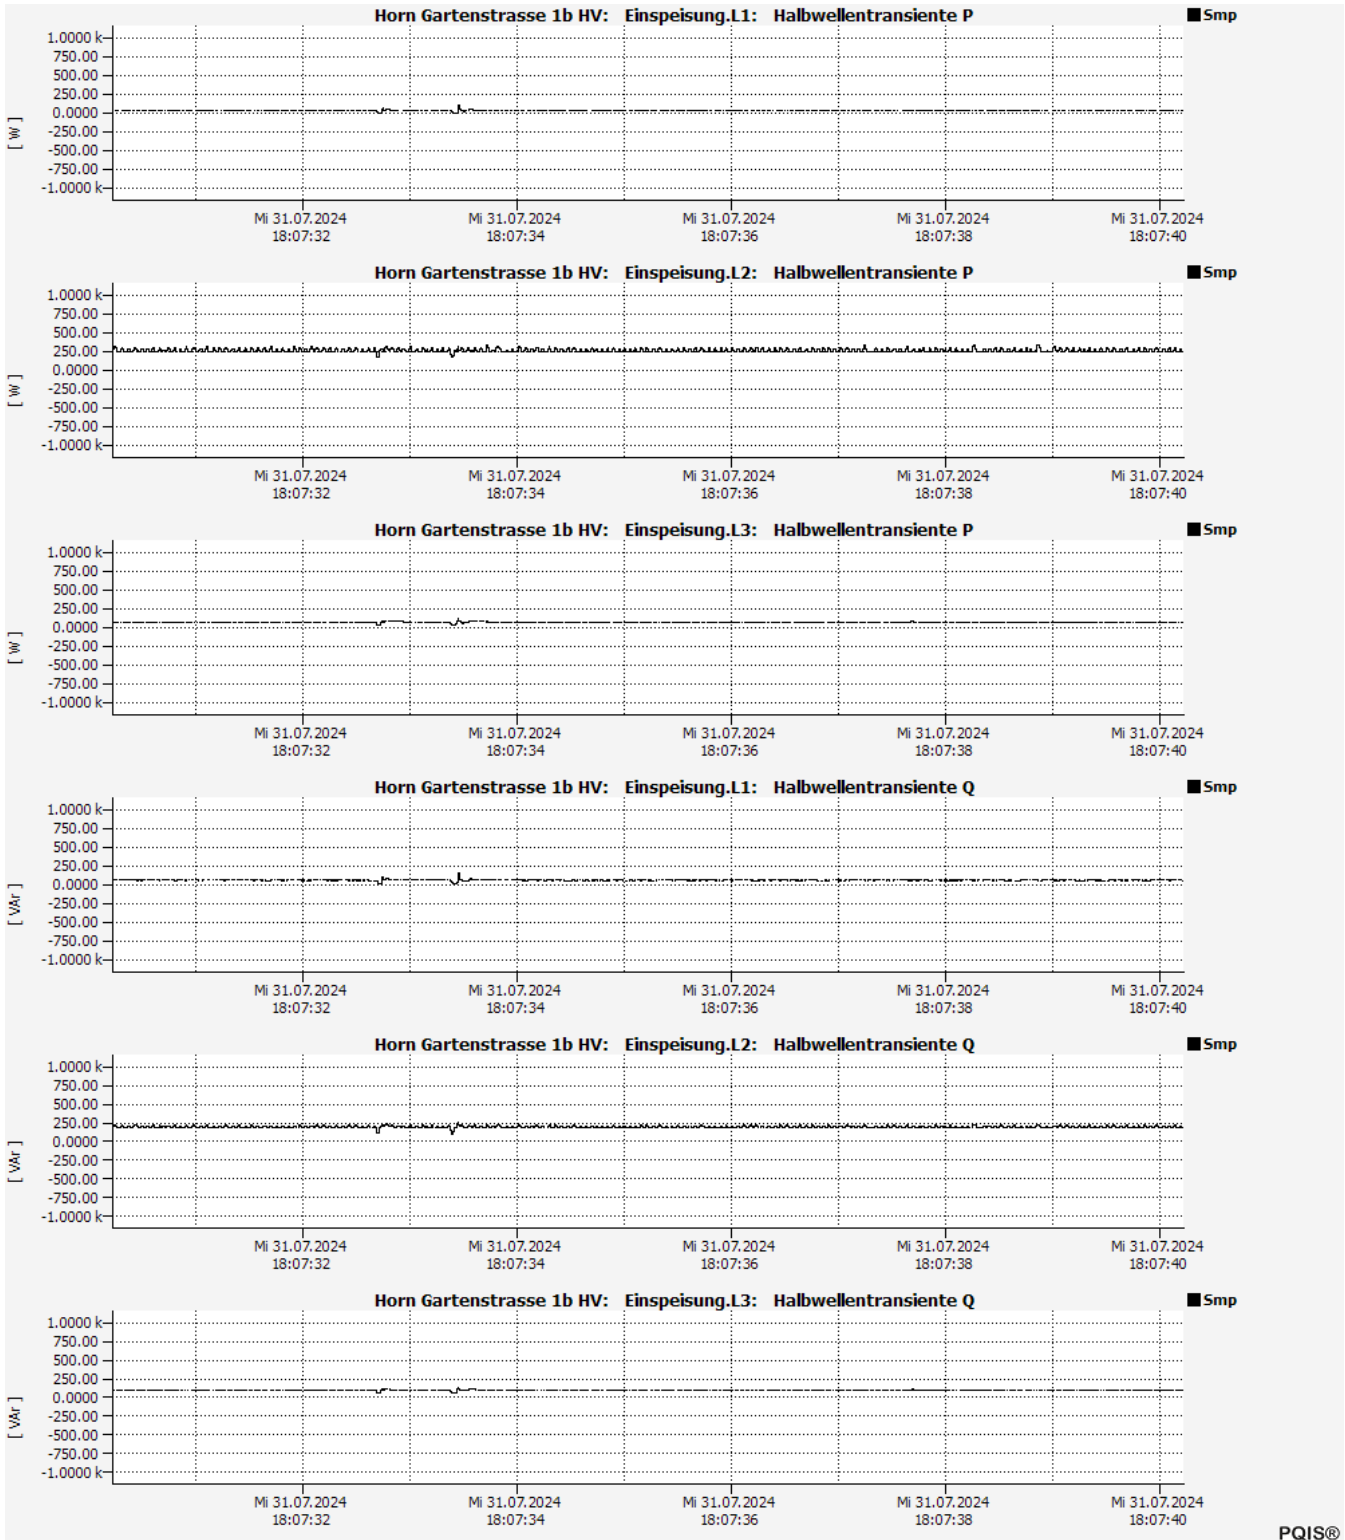 Horn Gartenstrasse 1b HV: Einspeisung.L1: Halbwellentransiente P
Smp
1.0000 k
750.00
500.00
250.00
0.0000
-250.00
-500.00
-750.00
-1.0000 k
[ W ]
Mi 31.07.2024 Mi 31.07.2024 Mi 31.07.2024 Mi 31.07.2024 Mi 31.07.2024
18:07:32 18:07:34 18:07:36 18:07:38 18:07:40
Horn Gartenstrasse 1b HV: Einspeisung.L2: Halbwellentransiente P
Smp
1.0000 k
750.00
500.00
250.00
0.0000
-250.00
-500.00
-750.00
-1.0000 k
[ W ]
Mi 31.07.2024 Mi 31.07.2024 Mi 31.07.2024 Mi 31.07.2024 Mi 31.07.2024
18:07:32 18:07:34 18:07:36 18:07:38 18:07:40
Horn Gartenstrasse 1b HV: Einspeisung.L3: Halbwellentransiente P
Smp
1.0000 k
750.00
500.00
250.00
0.0000
-250.00
-500.00
-750.00
-1.0000 k
[ W ]
Mi 31.07.2024 Mi 31.07.2024 Mi 31.07.2024 Mi 31.07.2024 Mi 31.07.2024
18:07:32 18:07:34 18:07:36 18:07:38 18:07:40
Horn Gartenstrasse 1b HV: Einspeisung.L1: Halbwellentransiente Q
Smp
1.0000 k
750.00
500.00
250.00
0.0000
-250.00
-500.00
-750.00
-1.0000 k
[ VAr ]
Mi 31.07.2024 Mi 31.07.2024 Mi 31.07.2024 Mi 31.07.2024 Mi 31.07.2024
18:07:32 18:07:34 18:07:36 18:07:38 18:07:40
Horn Gartenstrasse 1b HV: Einspeisung.L2: Halbwellentransiente Q
Smp
1.0000 k
750.00
500.00
250.00
0.0000
-250.00
-500.00
-750.00
-1.0000 k
[ VAr ]
Mi 31.07.2024 Mi 31.07.2024 Mi 31.07.2024 Mi 31.07.2024 Mi 31.07.2024
18:07:32 18:07:34 18:07:36 18:07:38 18:07:40
Horn Gartenstrasse 1b HV: Einspeisung.L3: Halbwellentransiente Q
Smp
1.0000 k
750.00
500.00
250.00
0.0000
-250.00
-500.00
-750.00
-1.0000 k
[ VAr ]
Mi 31.07.2024 Mi 31.07.2024 Mi 31.07.2024 Mi 31.07.2024 Mi 31.07.2024
18:07:32 18:07:34 18:07:36 18:07:38 18:07:40
PQIS®